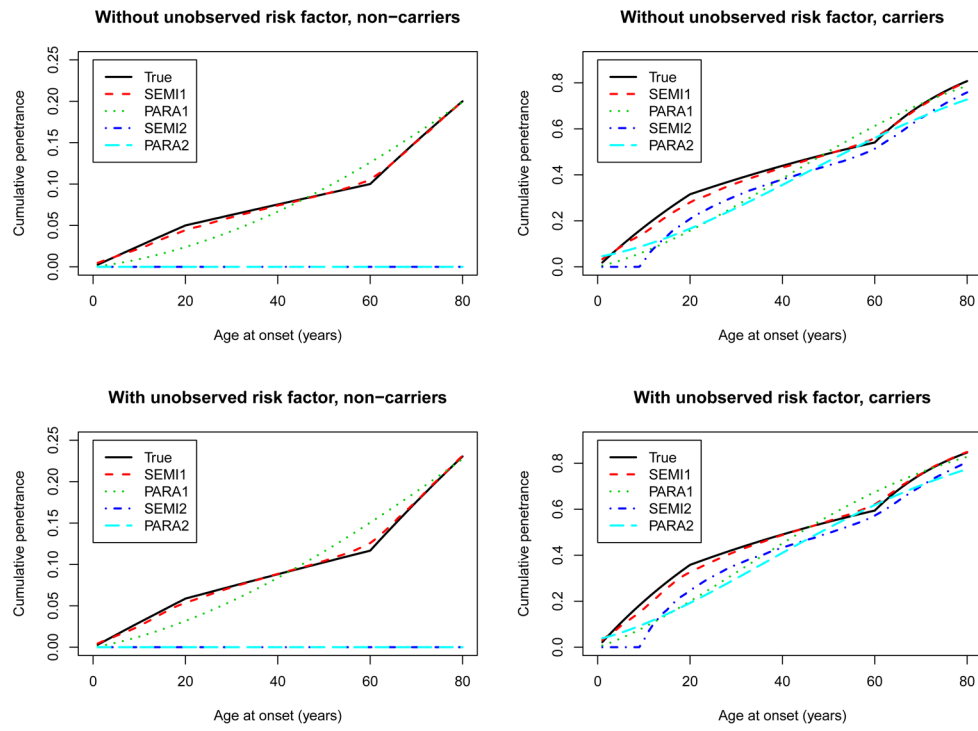 Without unobserved risk factor, non−carriers
0.25
0.20
0.15
0.10
0.05
0.00
Cumulative penetrance
True
SEMI1
PARA1
SEMI2
PARA2
0 20 40 60 80
Age at onset (years)
Without unobserved risk factor, carriers
0.8
0.6
0.4
0.2
0.0
Cumulative penetrance
True
SEMI1
PARA1
SEMI2
PARA2
0 20 40 60 80
Age at onset (years)
With unobserved risk factor, non−carriers
0.25
0.20
0.15
0.10
0.05
0.00
Cumulative penetrance
True
SEMI1
PARA1
SEMI2
PARA2
0 20 40 60 80
Age at onset (years)
With unobserved risk factor, carriers
0.8
0.6
0.4
0.2
0.0
Cumulative penetrance
True
SEMI1
PARA1
SEMI2
PARA2
0 20 40 60 80
Age at onset (years)